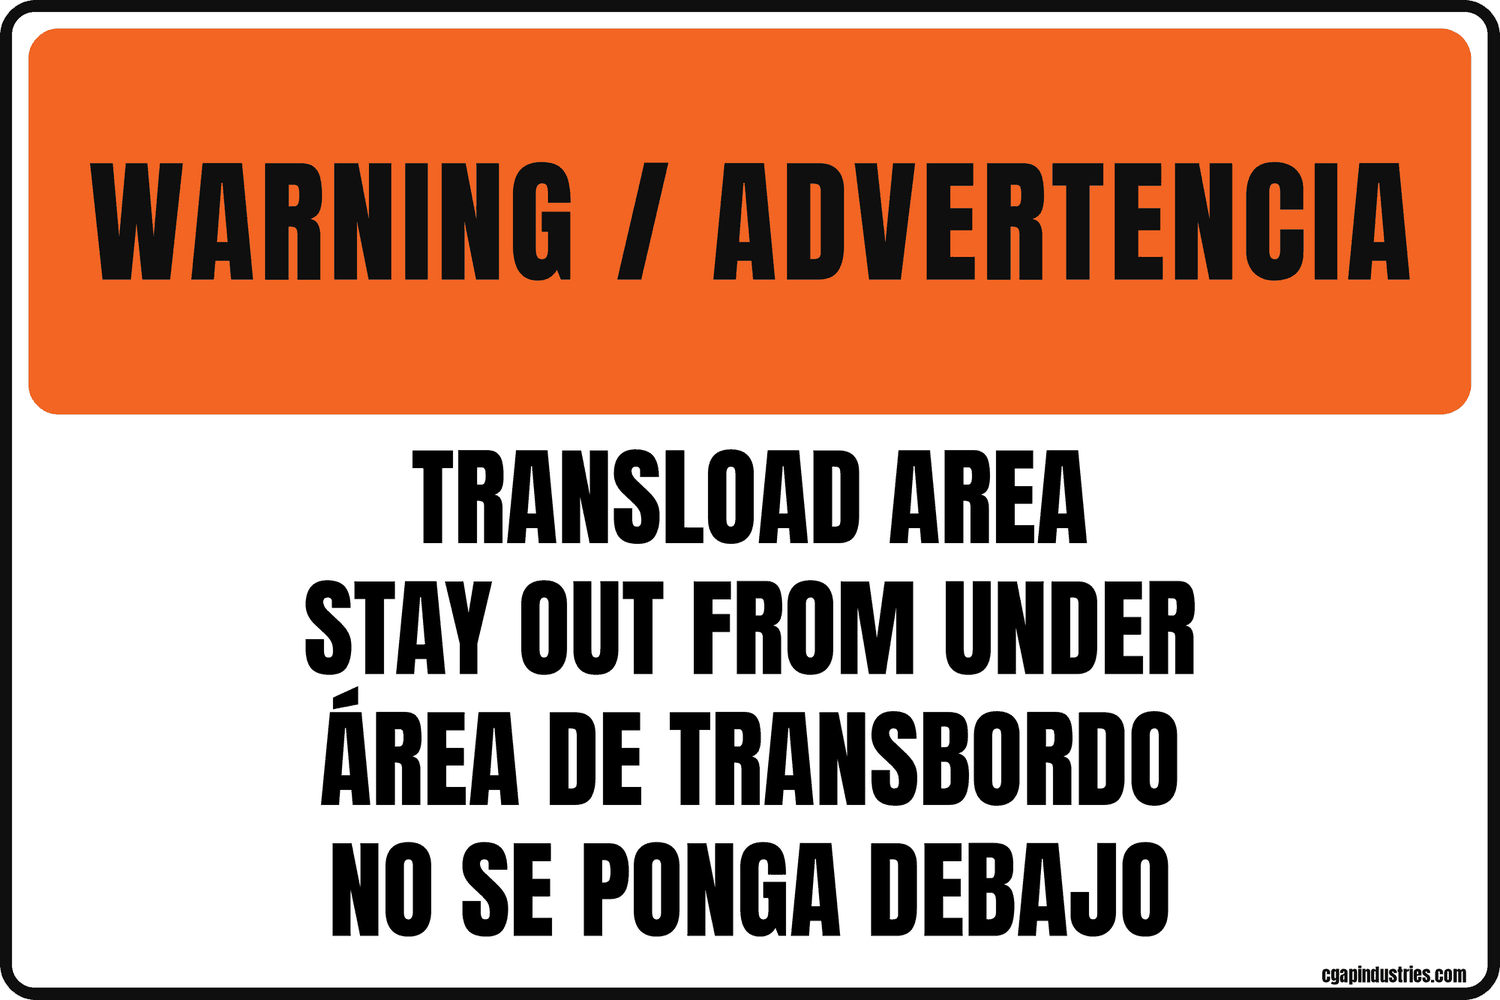 WARNING / ADVERTENCIA
TRANSLOAD AREA
STAY OUT FROM UNDER
ÁREA DE TRANSBORDO
NO SE PONGA DEBAJO
cgapindustries.com